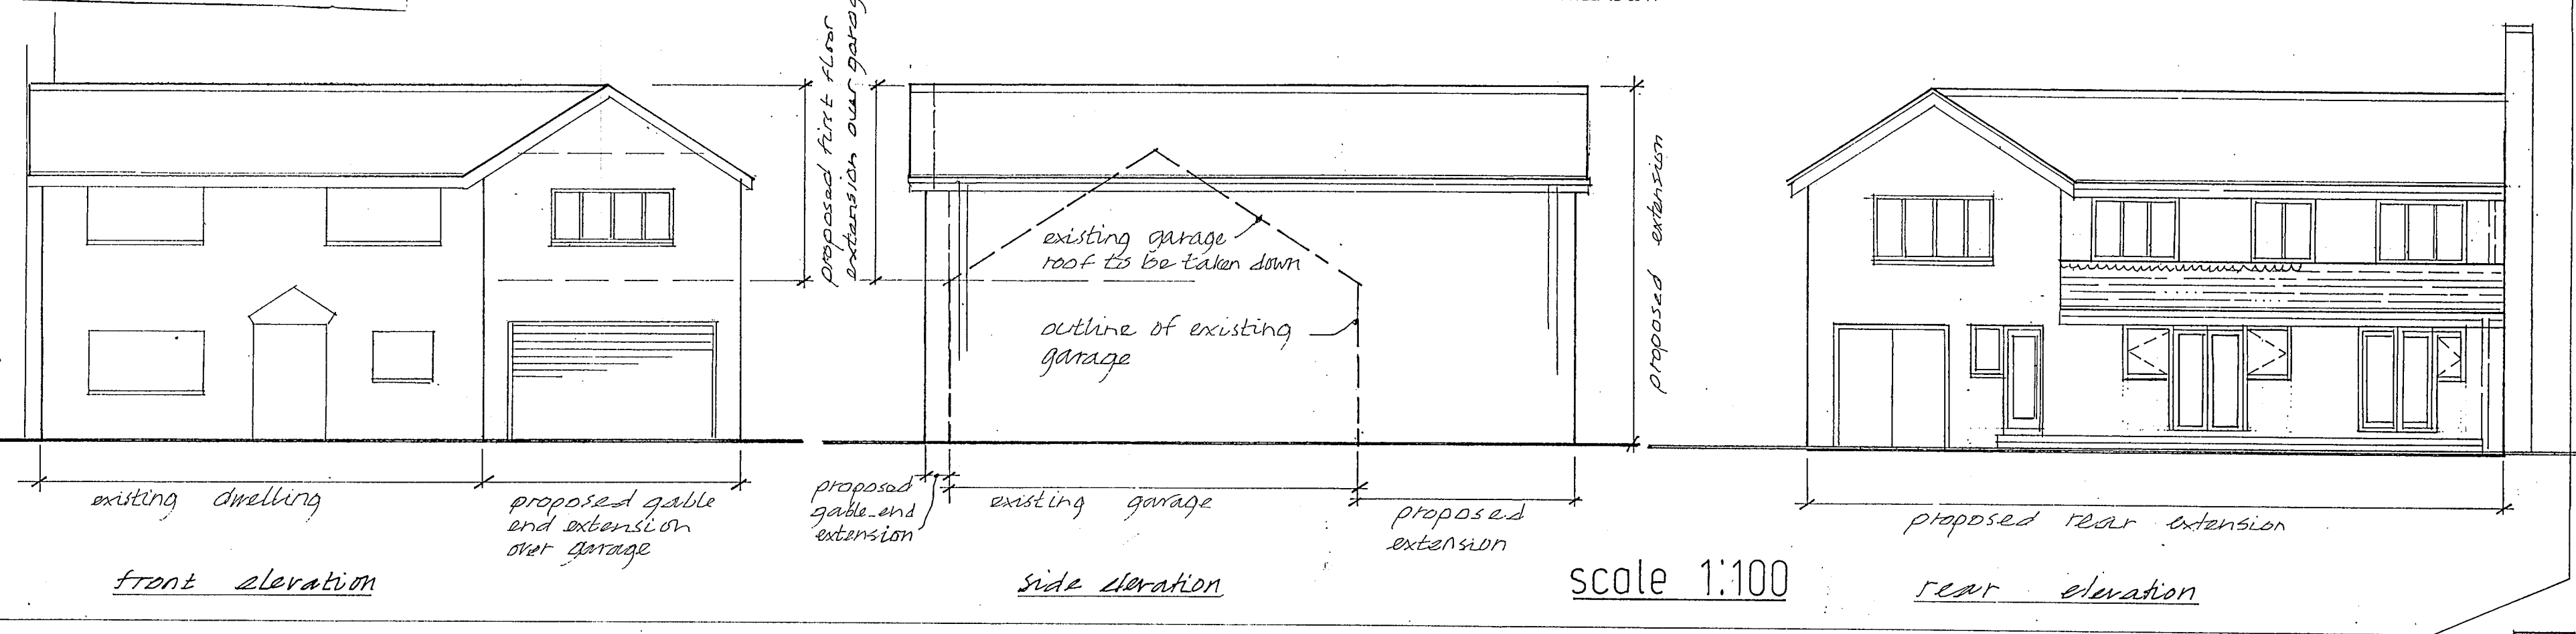 proposed first floor
extension over garag
existing garage
roof to be taken down
outline of existing
garage
proposed extension
existing dwelling
proposed gable
end extension
over garage
proposed
gable-end
extension
existing garage
proposed
extension
proposed rear extension
front elevation
side elevation
scale 1:100
rear elevation